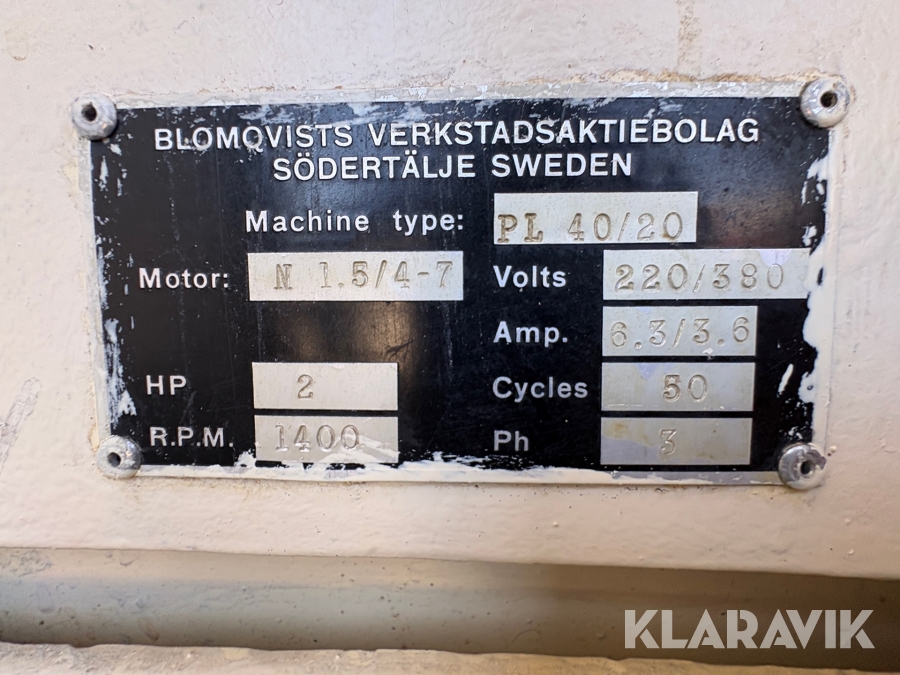 BLOMQVISTS VERKSTADSAKTIEBOLAG
SÖDERTÄLJE SWEDEN
Machine type: PL 40/20
Motor: N 1.5/4-7 Volts 220/380
Amp. 6.3/3.6
HP 2 Cycles 50
R.P.M. 1400 Ph 3
KLARAVIK